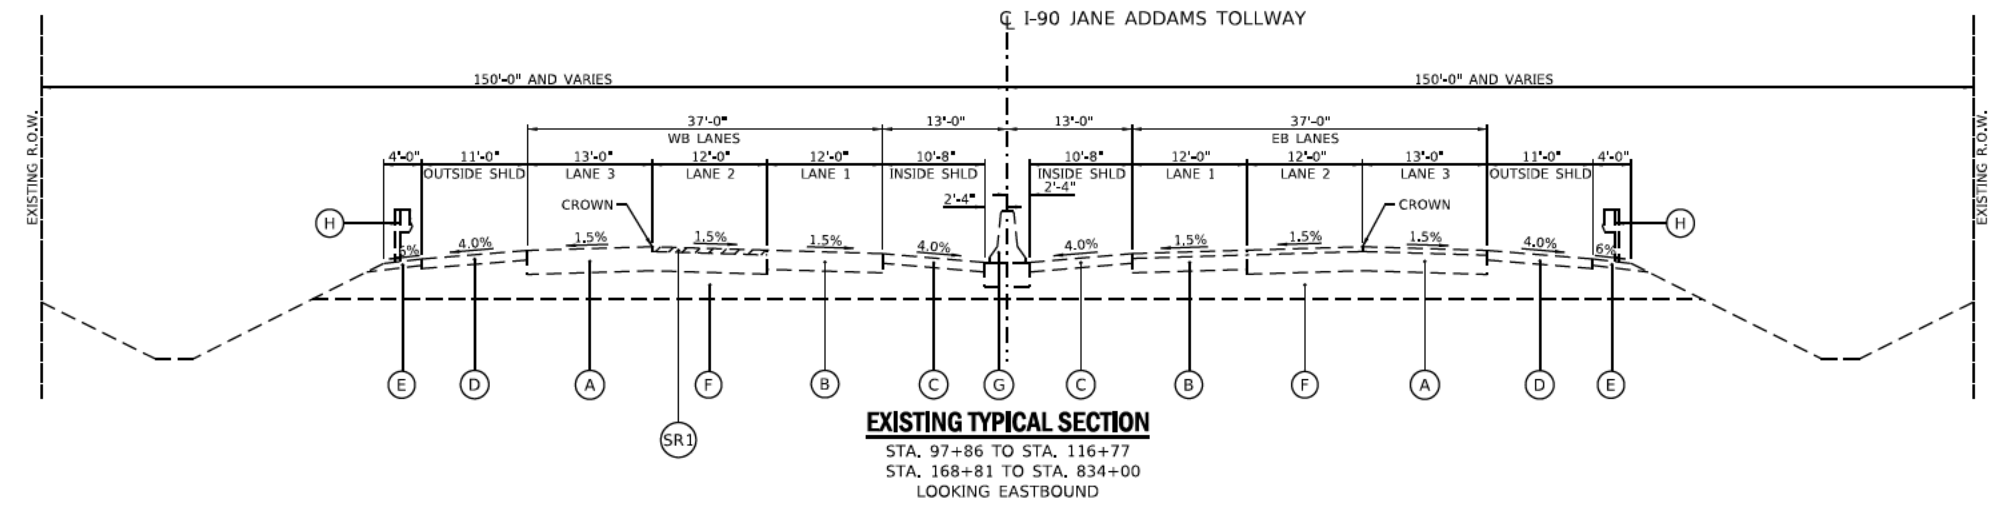 ℄ I-90 JANE ADDAMS TOLLWAY
150'-0" AND VARIES 150'-0" AND VARIES
EXISTING R.O.W. EXISTING R.O.W.
37'-0" 13'-0" 13'-0" 37'-0"
WB LANES EB LANES
4'-0" 11'-0" 13'-0" 12'-0" 12'-0" 10'-8" 10'-8" 12'-0" 12'-0" 13'-0" 11'-0" 4'-0"
OUTSIDE SHLD LANE 3 LANE 2 LANE 1 INSIDE SHLD INSIDE SHLD LANE 1 LANE 2 LANE 3 OUTSIDE SHLD
2'-4" 2'-4"
CROWN CROWN
H H
6% 4.0% 1.5% 1.5% 1.5% 4.0% 4.0% 1.5% 1.5% 1.5% 4.0% 6%
E D A F B C G C B F A D E
SR1
EXISTING TYPICAL SECTION
STA. 97+86 TO STA. 116+77
STA. 168+81 TO STA. 834+00
LOOKING EASTBOUND